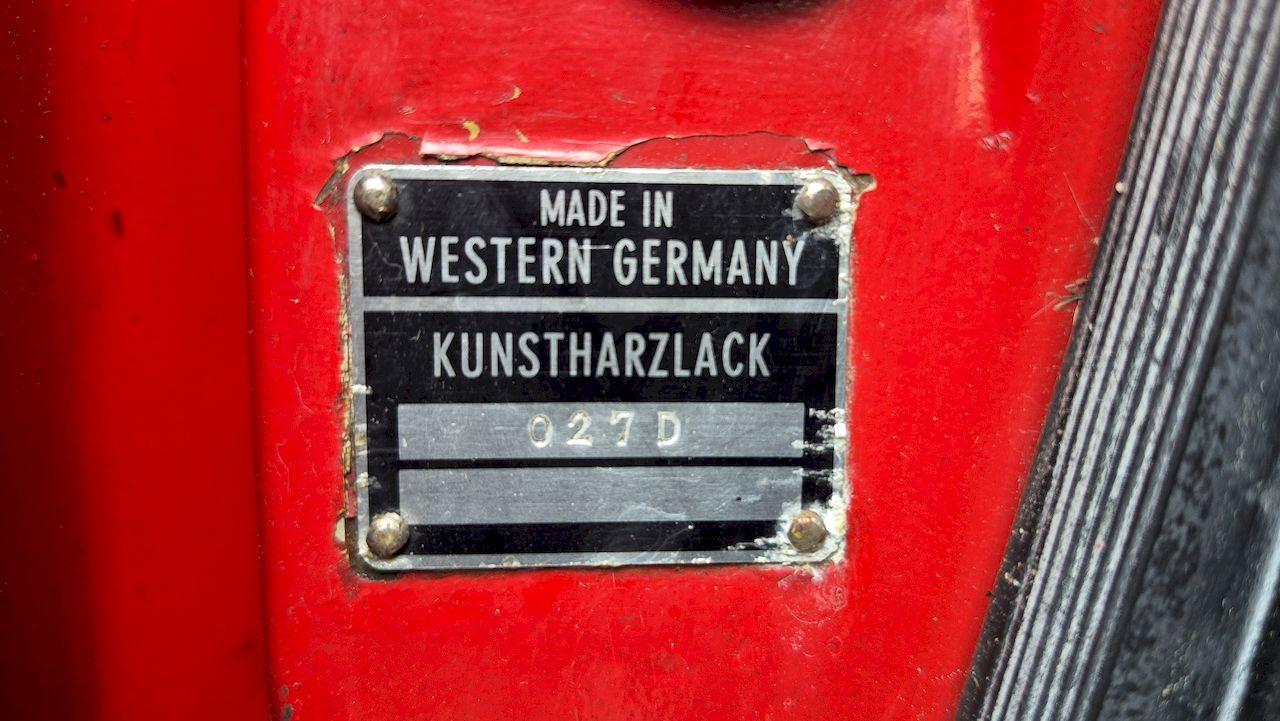 MADE IN
WESTERN GERMANY
KUNSTHARZLACK
027D